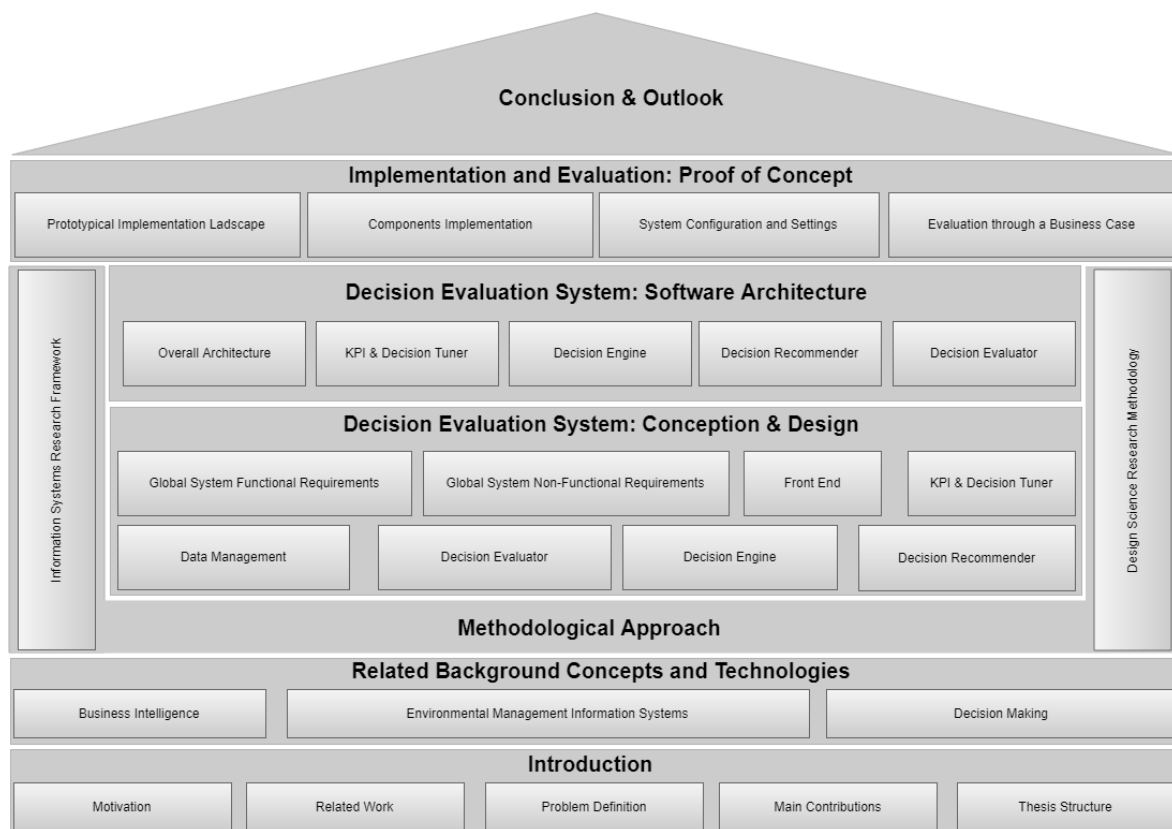 Conclusion & Outlook
Implementation and Evaluation: Proof of Concept
Prototypical Implementation Ladscape
Components Implementation
System Configuration and Settings
Evaluation through a Business Case
Information Systems Research Framework
Decision Evaluation System: Software Architecture
Overall Architecture
KPI & Decision Tuner
Decision Engine
Decision Recommender
Decision Evaluator
Decision Evaluation System: Conception & Design
Global System Functional Requirements
Global System Non-Functional Requirements
Front End
KPI & Decision Tuner
Data Management
Decision Evaluator
Decision Engine
Decision Recommender
Design Science Research Methodology
Methodological Approach
Related Background Concepts and Technologies
Business Intelligence
Environmental Management Information Systems
Decision Making
Introduction
Motivation
Related Work
Problem Definition
Main Contributions
Thesis Structure